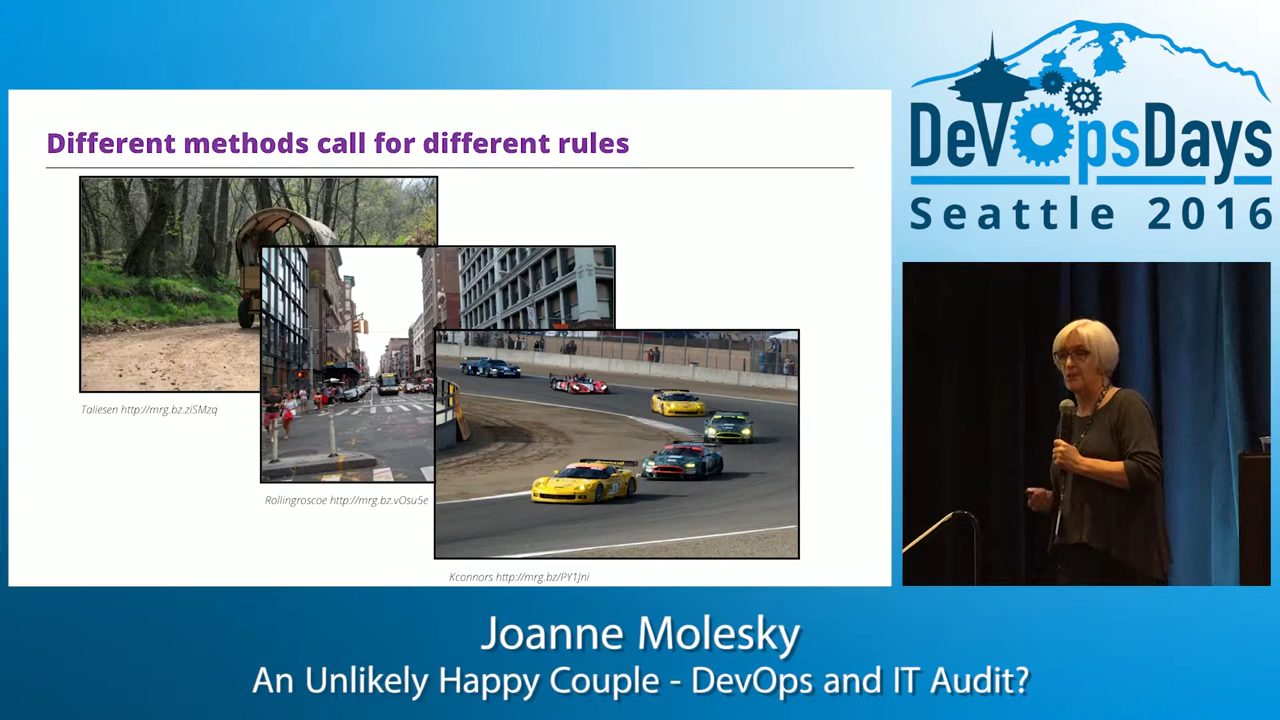 DevOpsDays
Seattle 2016
Different methods call for different rules
Taliesen http://mrg.bz.ziSMzq
Rollingroscoe http://mrg.bz.vOsu5e
Kconnors http://mrg.bz/PY1Jni
Joanne Molesky
An Unlikely Happy Couple - DevOps and IT Audit?